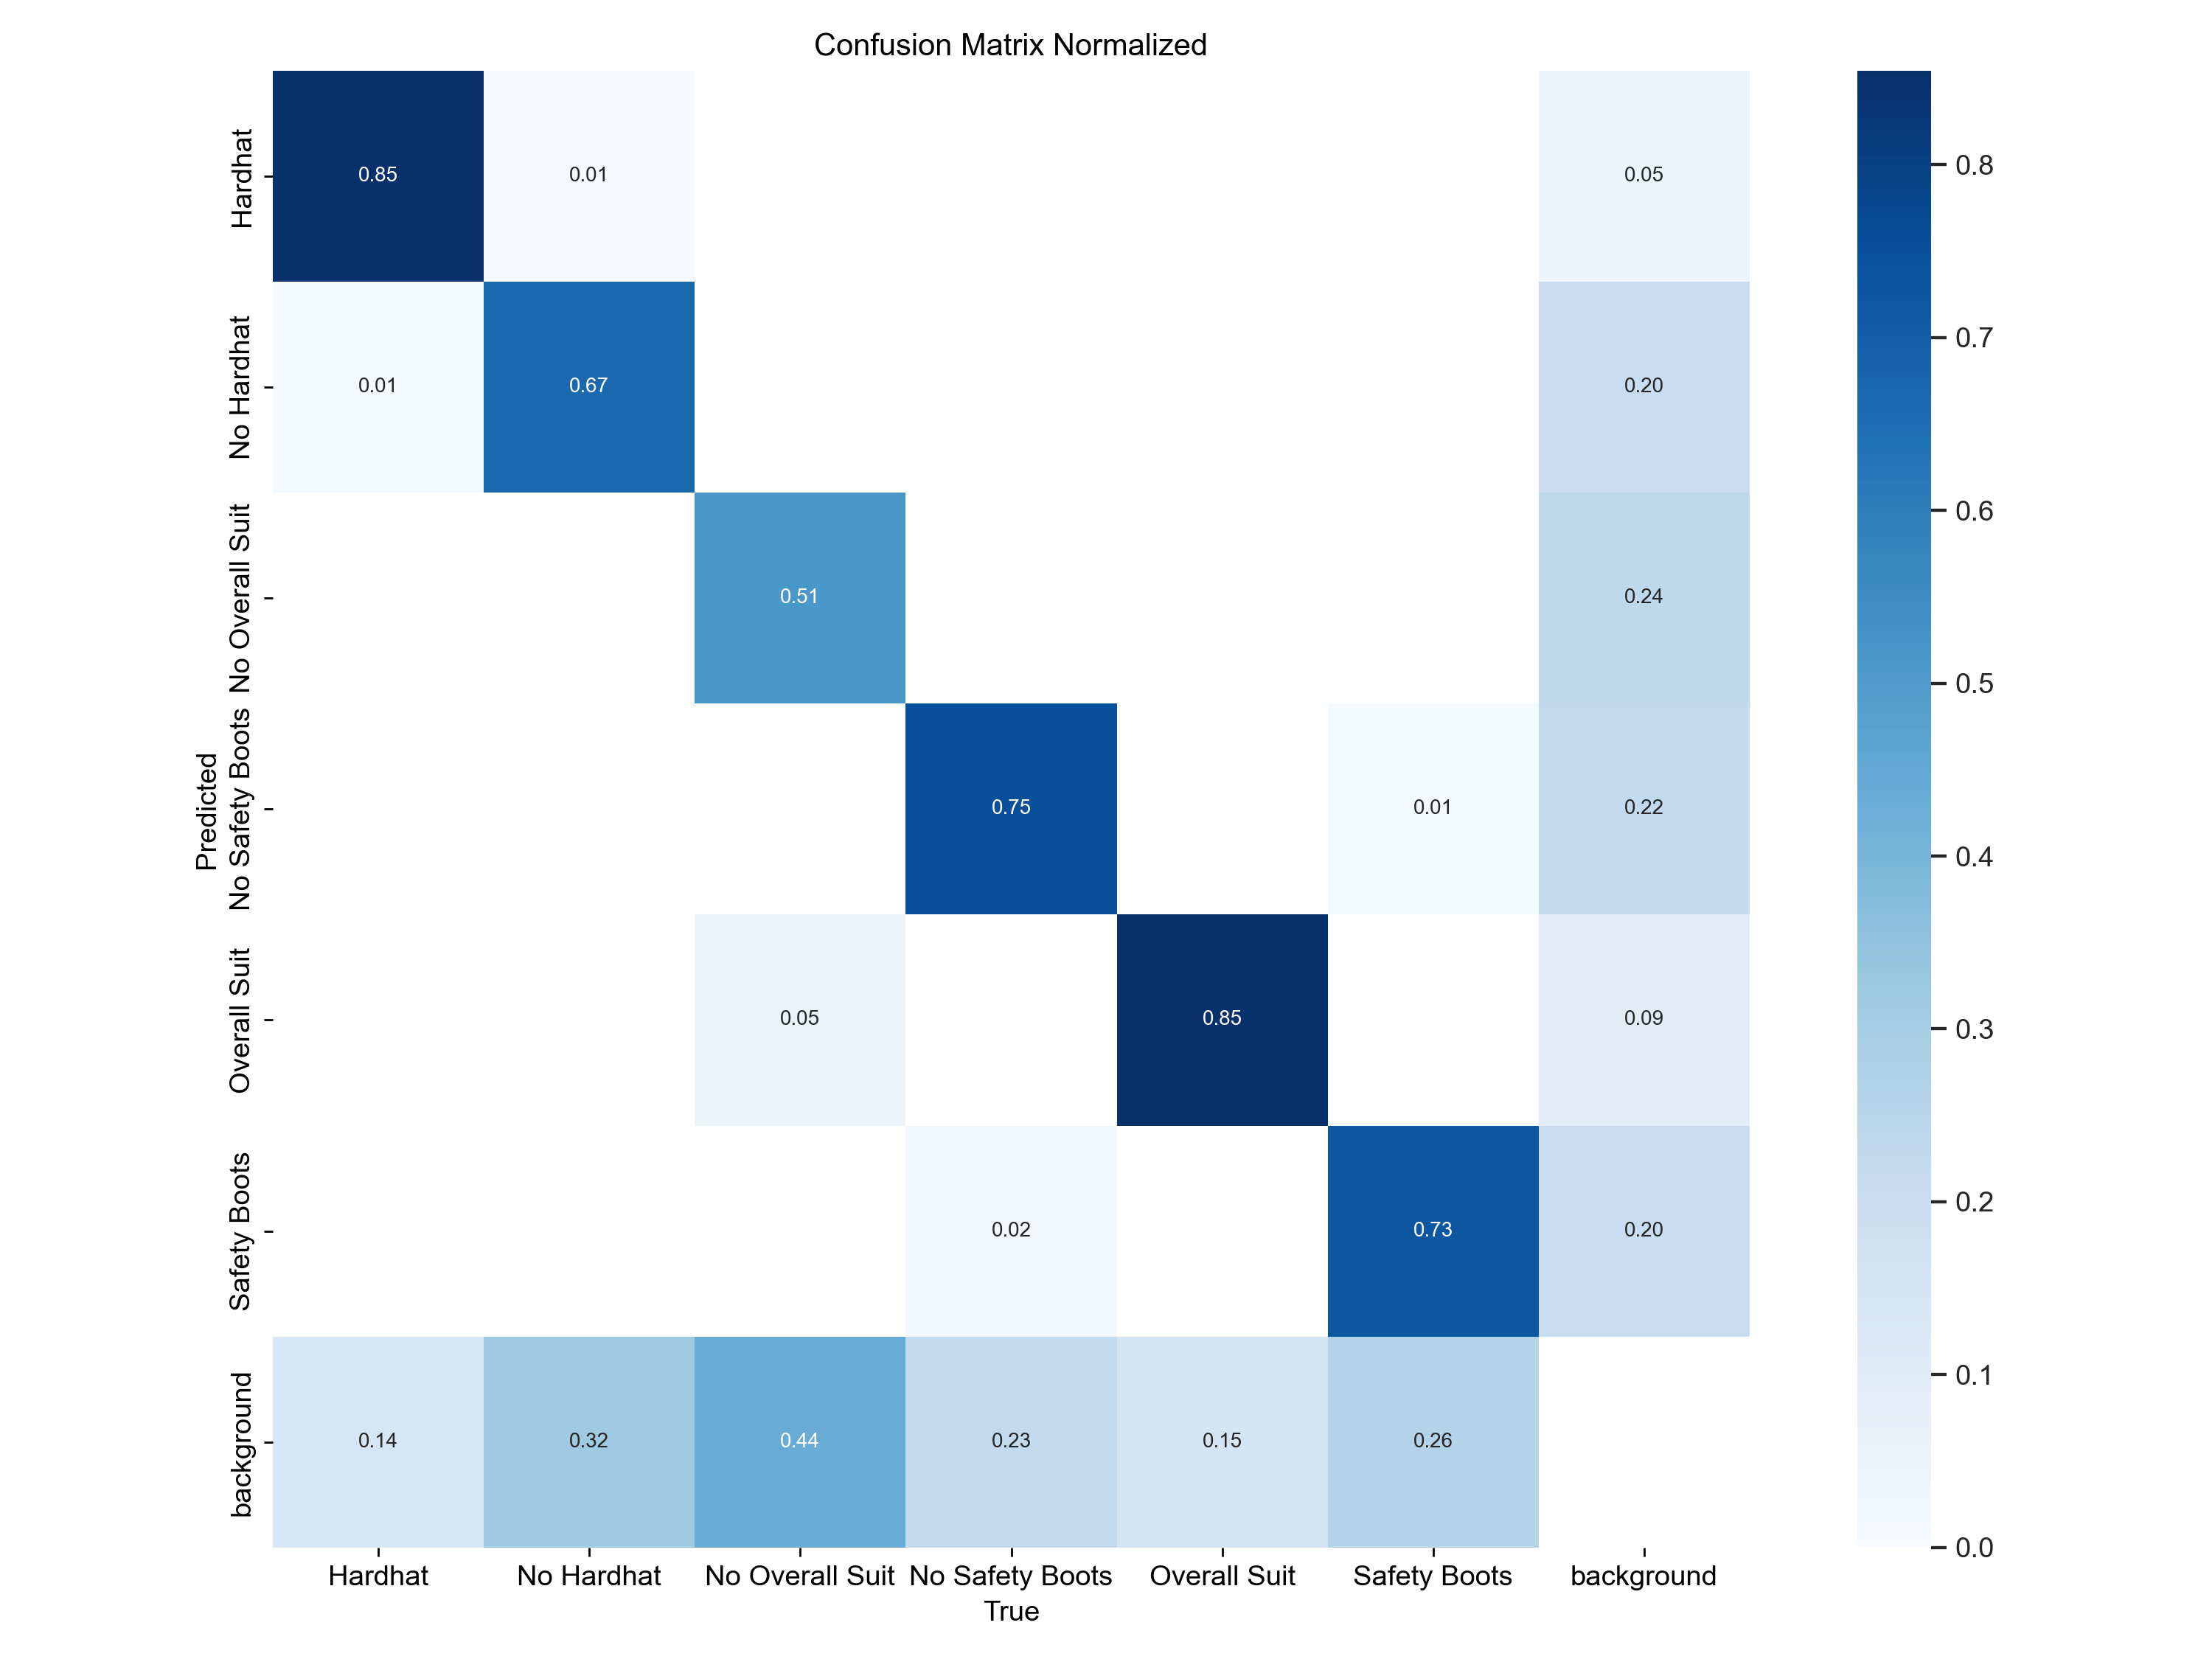 Confusion Matrix Normalized
Predicted
Hardhat
0.85
0.01
0.05
No Hardhat
0.01
0.67
0.20
No Overall Suit
0.51
0.24
No Safety Boots
0.75
0.01
0.22
Overall Suit
0.05
0.85
0.09
Safety Boots
0.02
0.73
0.20
background
0.14
0.32
0.44
0.23
0.15
0.26
Hardhat
No Hardhat
No Overall Suit
No Safety Boots
Overall Suit
Safety Boots
background
True
0.8
0.7
0.6
0.5
0.4
0.3
0.2
0.1
0.0